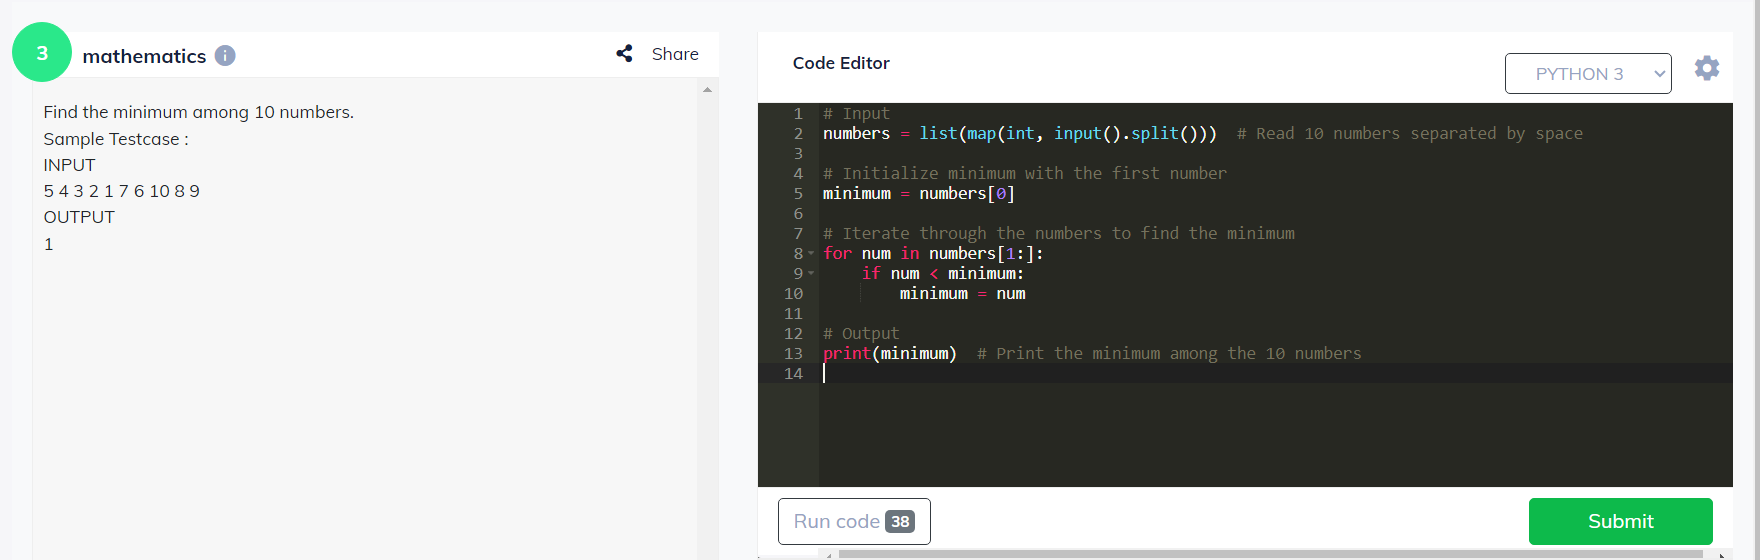 3
mathematics
Share
Find the minimum among 10 numbers.
Sample Testcase :
INPUT
5 4 3 2 1 7 6 10 8 9
OUTPUT
1
Code Editor
PYTHON 3
1 # Input
2 numbers = list(map(int, input().split()))  # Read 10 numbers separated by space
3
4 # Initialize minimum with the first number
5 minimum = numbers[0]
6
7 # Iterate through the numbers to find the minimum
8 for num in numbers[1:]:
9     if num < minimum:
10         minimum = num
11
12 # Output
13 print(minimum)  # Print the minimum among the 10 numbers
14
Run code 38
Submit